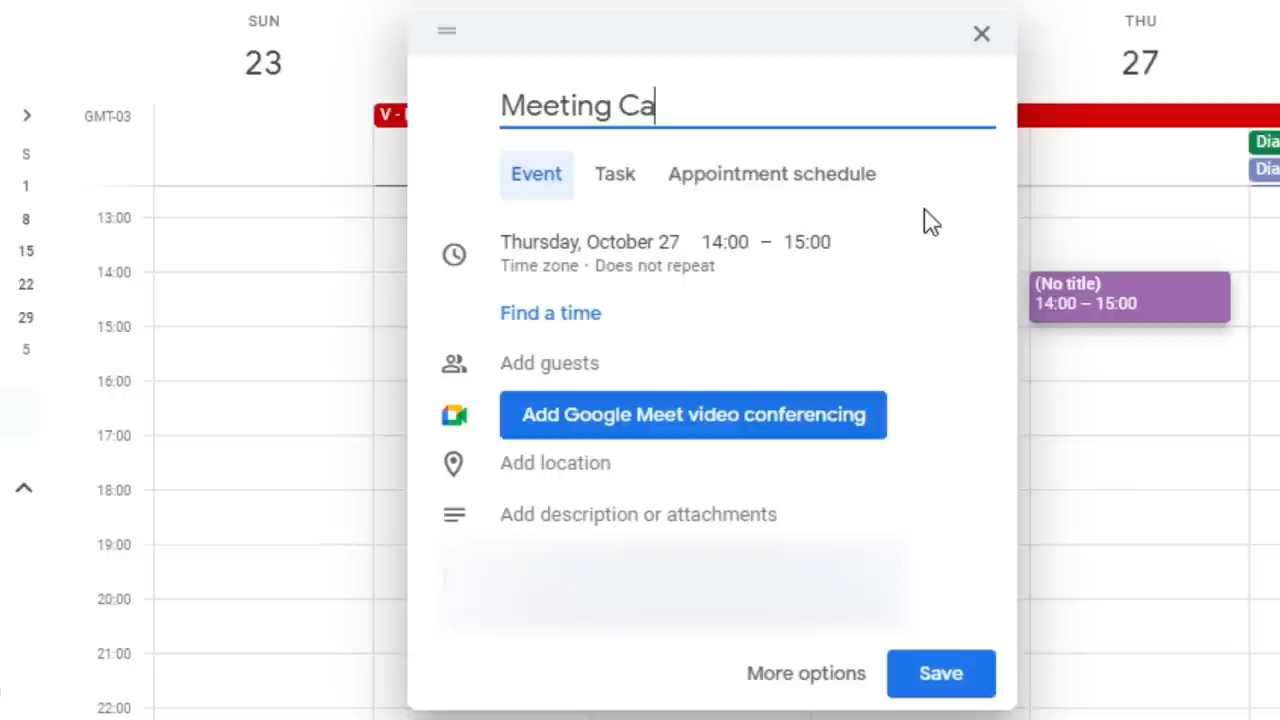 SUN
23
THU
27
GMT-03
V -
Dia
Dia
S
1
8
15
22
29
5
13:00
14:00
15:00
16:00
17:00
18:00
19:00
20:00
21:00
22:00
Meeting Ca
Event Task Appointment schedule
Thursday, October 27 14:00 – 15:00
Time zone · Does not repeat
Find a time
Add guests
Add Google Meet video conferencing
Add location
Add description or attachments
More options Save
(No title)
14:00 – 15:00